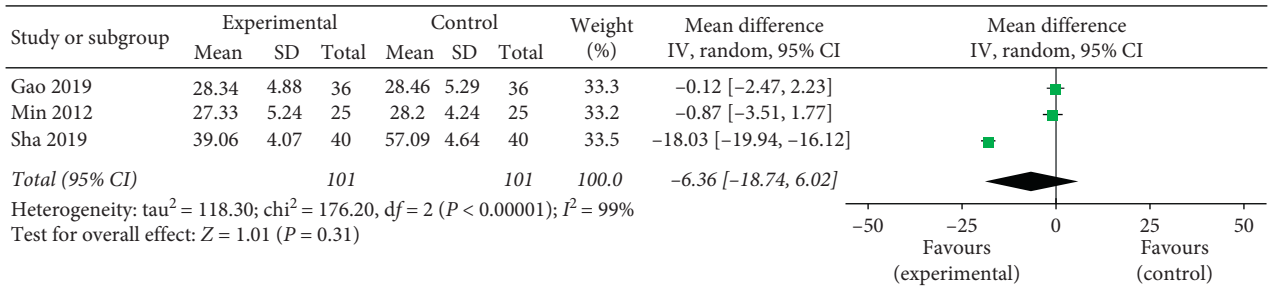 Study or subgroup Experimental Control Weight (%) Mean difference IV, random, 95% CI Mean difference IV, random, 95% CI
Mean SD Total Mean SD Total
Gao 2019 28.34 4.88 36 28.46 5.29 36 33.3 –0.12 [–2.47, 2.23]
Min 2012 27.33 5.24 25 28.2 4.24 25 33.2 –0.87 [–3.51, 1.77]
Sha 2019 39.06 4.07 40 57.09 4.64 40 33.5 –18.03 [–19.94, –16.12]
Total (95% CI) 101 101 100.0 –6.36 [–18.74, 6.02]
Heterogeneity: tau² = 118.30; chi² = 176.20, df = 2 (P < 0.00001); I² = 99%
Test for overall effect: Z = 1.01 (P = 0.31)
–50 –25 0 25 50
Favours (experimental) Favours (control)